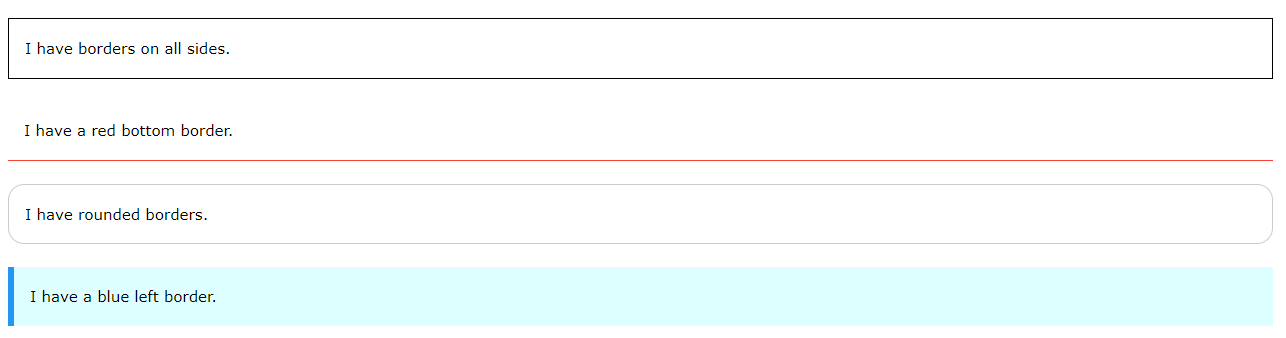 I have borders on all sides.
I have a red bottom border.
I have rounded borders.
I have a blue left border.